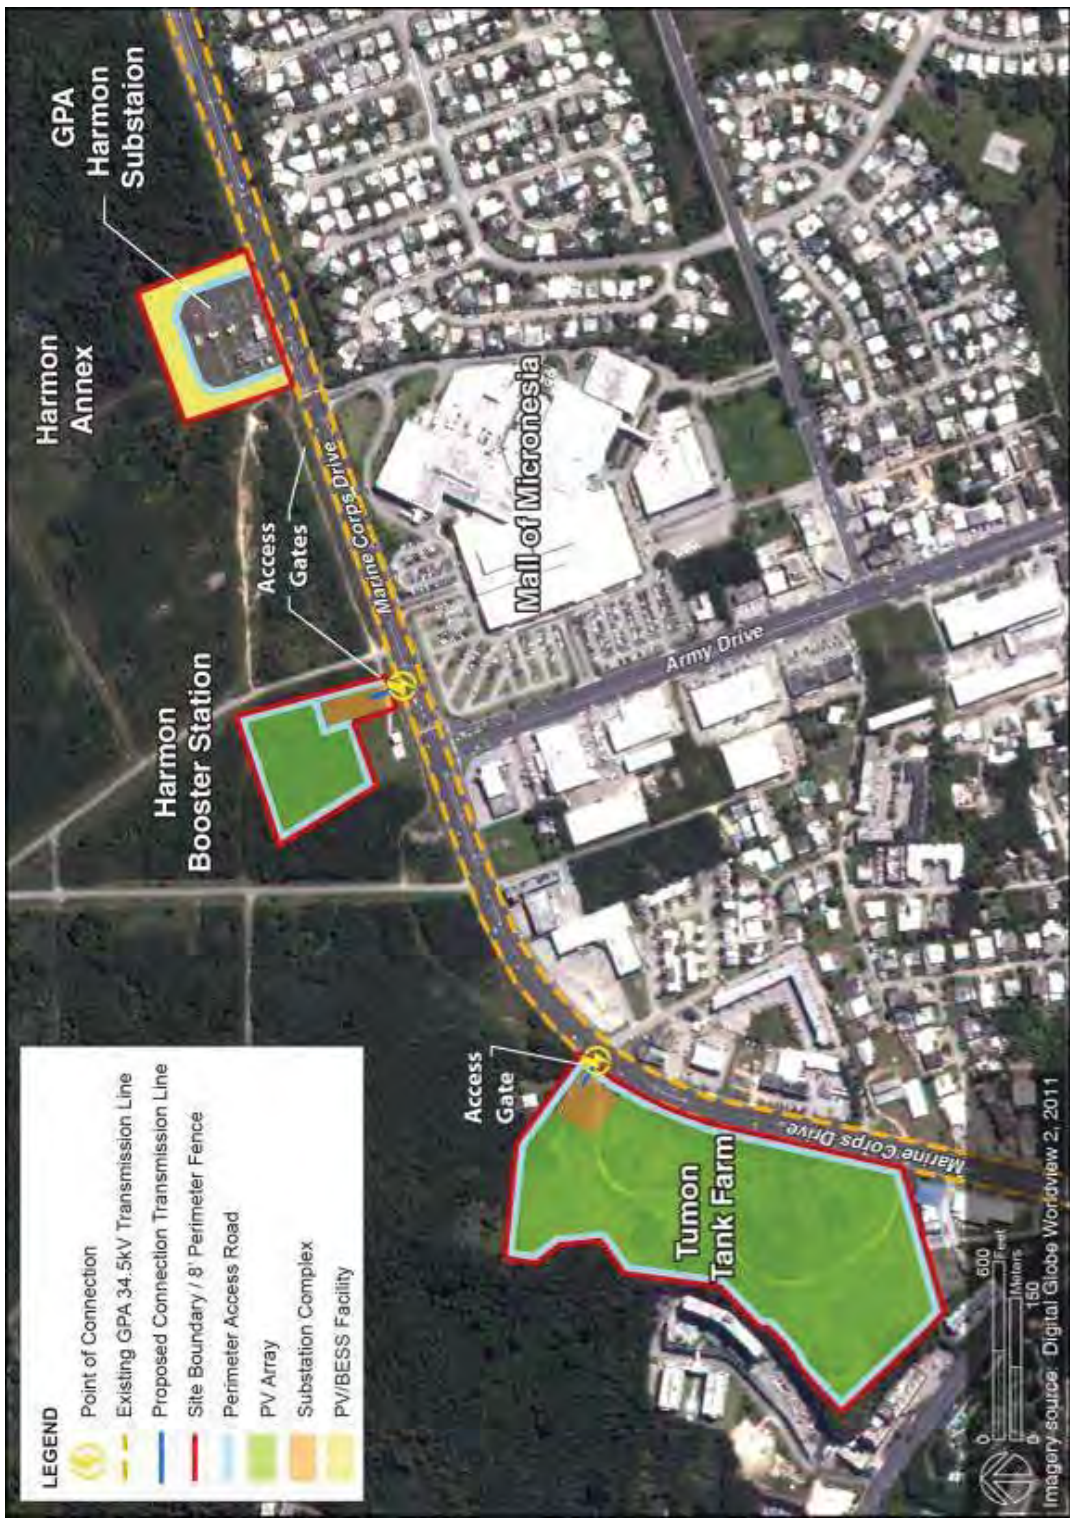 GPA
Harmon
Substaion
Harmon
Annex
Access
Gates
Marine Corps Drive
Mall of Micronesia
Harmon
Booster Station
Army Drive
Access
Gate
Tumon
Tank Farm
Marine Corps Drive
LEGEND
Point of Connection
Existing GPA 34.5kV Transmission Line
Proposed Connection Transmission Line
Site Boundary / 8' Perimeter Fence
Perimeter Access Road
PV Array
Substation Complex
PV/BESS Facility
0 600
Feet
Meters
0 150
Imagery source: Digital Globe Worldview 2, 2011